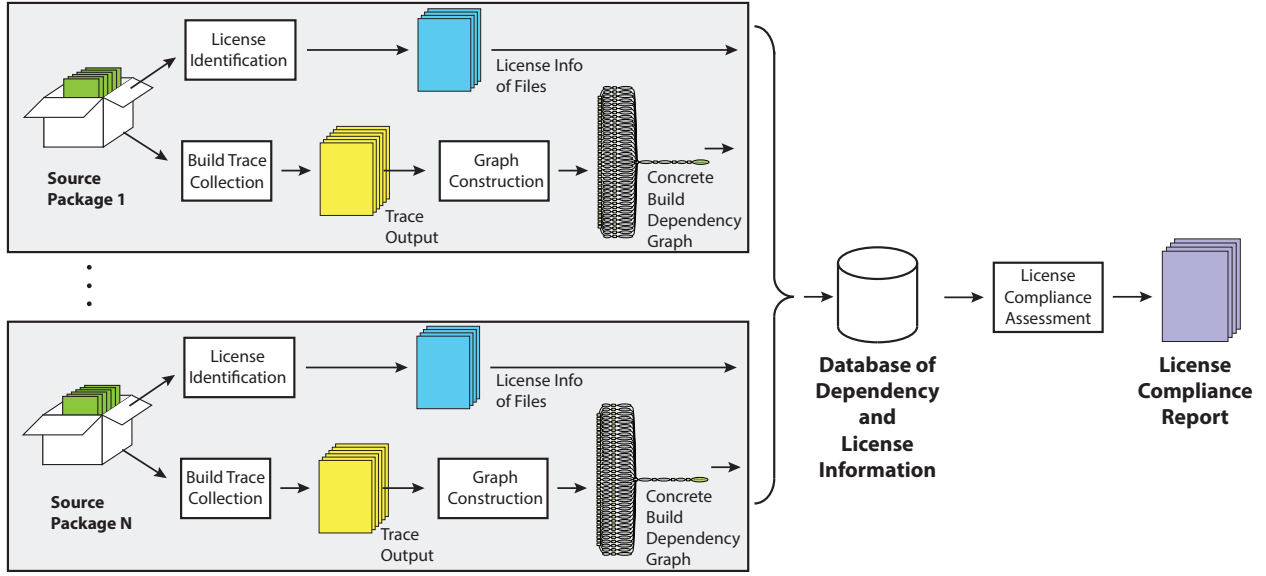 License
Identification
License Info
of Files
Source
Package 1
Build Trace
Collection
Trace
Output
Graph
Construction
Concrete
Build
Dependency
Graph
License
Identification
License Info
of Files
Source
Package N
Build Trace
Collection
Trace
Output
Graph
Construction
Concrete
Build
Dependency
Graph
Database of
Dependency
and
License
Information
License
Compliance
Assessment
License
Compliance
Report